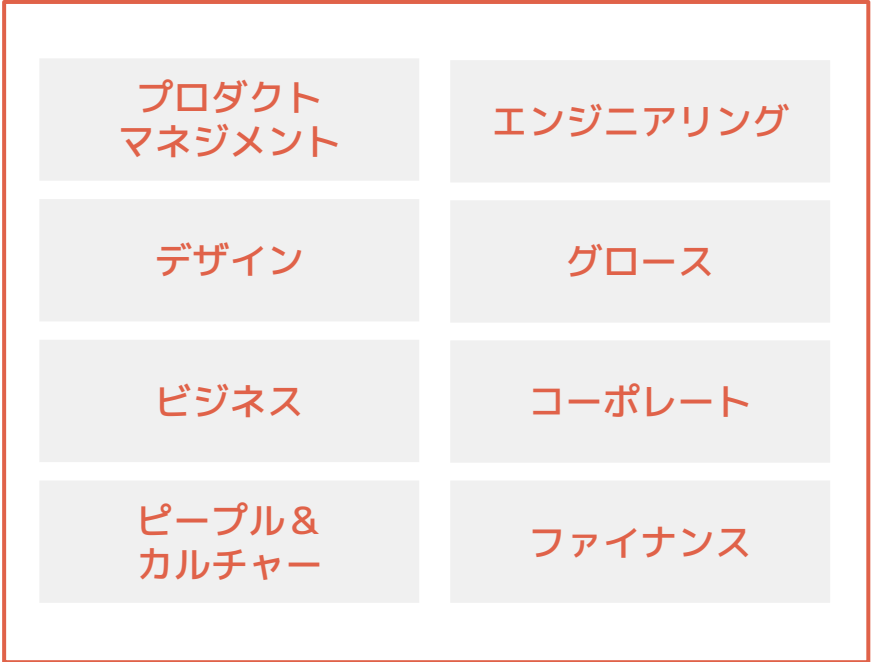 プロダクト
マネジメント
エンジニアリング
デザイン
グロース
ビジネス
コーポレート
ピープル＆
カルチャー
ファイナンス